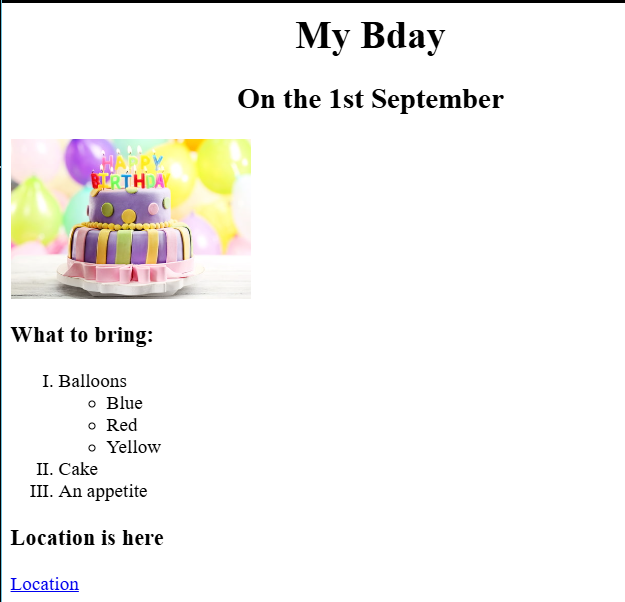 My Bday
On the 1st September
HAPPY
BIRTHDAY
What to bring:
I. Balloons
Blue
Red
Yellow
II. Cake
III. An appetite
Location is here
Location